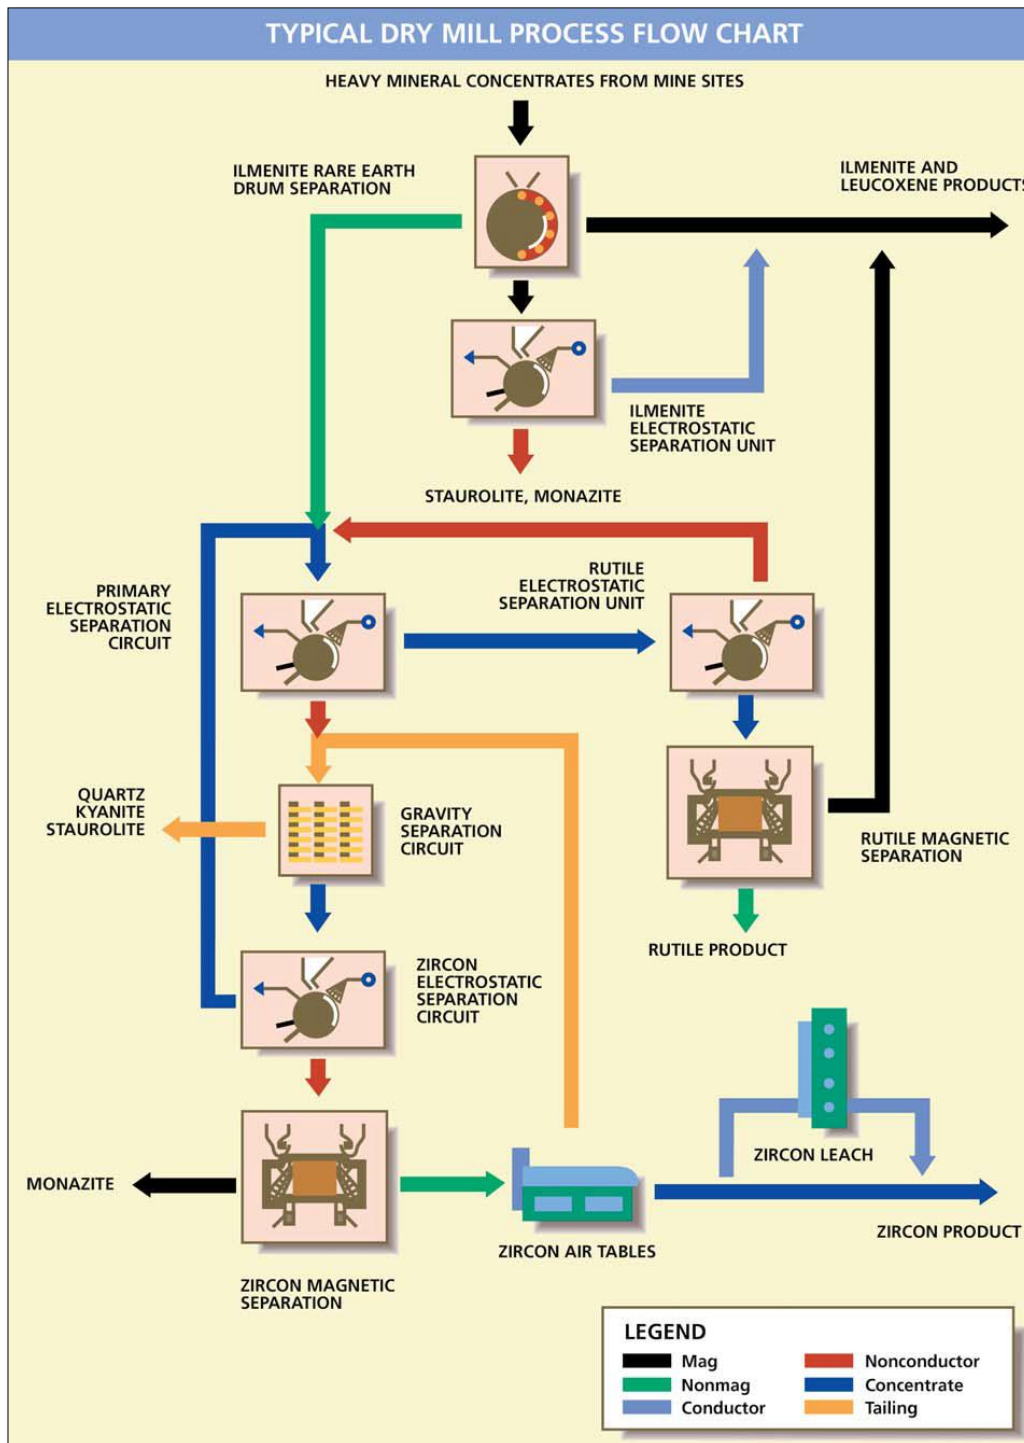 TYPICAL DRY MILL PROCESS FLOW CHART
HEAVY MINERAL CONCENTRATES FROM MINE SITES
ILMENITE RARE EARTH
DRUM SEPARATION
ILMENITE AND
LEUCOXENE PRODUCTS
ILMENITE
ELECTROSTATIC
SEPARATION UNIT
STAUROLITE, MONAZITE
PRIMARY
ELECTROSTATIC
SEPARATION
CIRCUIT
RUTILE
ELECTROSTATIC
SEPARATION UNIT
QUARTZ
KYANITE
STAUROLITE
GRAVITY
SEPARATION
CIRCUIT
RUTILE MAGNETIC
SEPARATION
RUTILE PRODUCT
ZIRCON
ELECTROSTATIC
SEPARATION
CIRCUIT
ZIRCON LEACH
MONAZITE
ZIRCON AIR TABLES
ZIRCON PRODUCT
ZIRCON MAGNETIC
SEPARATION
LEGEND
Mag
Nonmag
Conductor
Nonconductor
Concentrate
Tailing